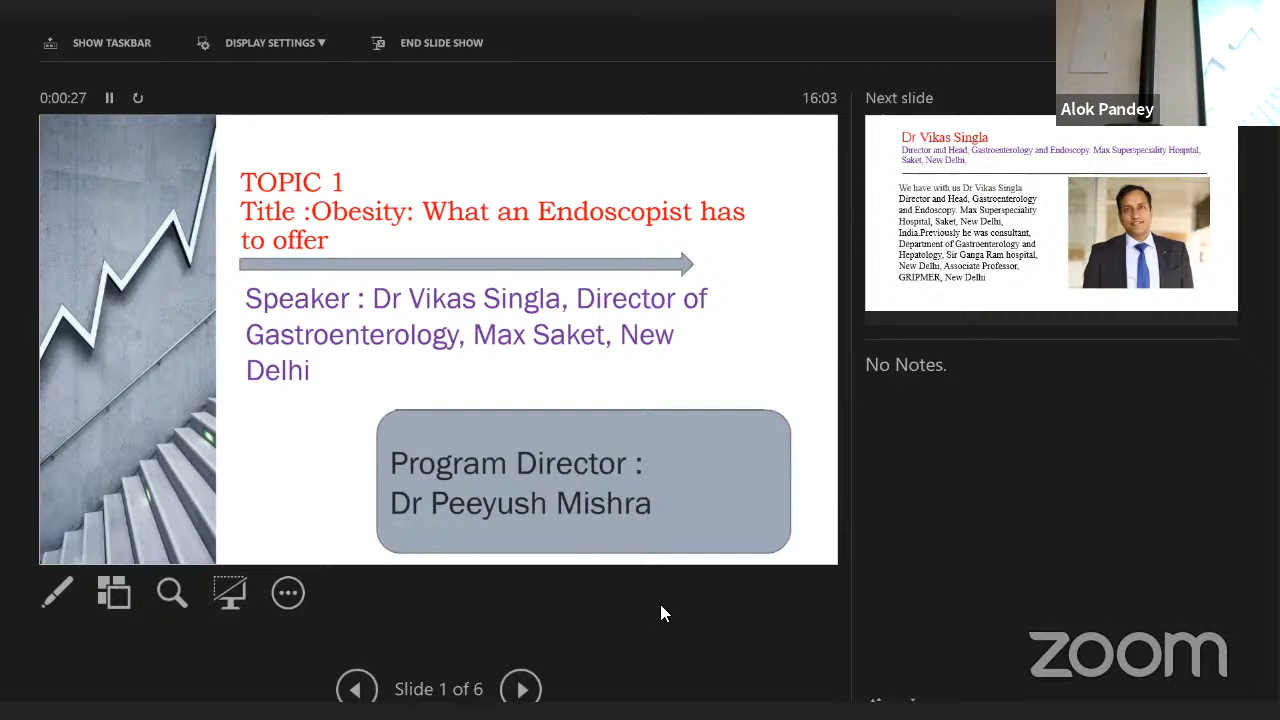 SHOW TASKBAR
DISPLAY SETTINGS ▼
END SLIDE SHOW
Alok Pandey
0:00:27
16:03
Next slide
TOPIC 1
Title :Obesity: What an Endoscopist has
to offer
Speaker : Dr Vikas Singla, Director of
Gastroenterology, Max Saket, New
Delhi
Program Director :
Dr Peeyush Mishra
Dr Vikas Singla
Director and Head, Gastroenterology and Endoscopy. Max Superspeciality Hospital,
Saket, New Delhi,
We have with us Dr Vikas Singla
Director and Head, Gastroenterology
and Endoscopy. Max Superspeciality
Hospital, Saket, New Delhi,
India.Previously he was consultant,
Department of Gastroenterology and
Hepatology, Sir Ganga Ram hospital,
New Delhi, Associate Professor,
GRIPMER, New Delhi
No Notes.
Slide 1 of 6
zoom